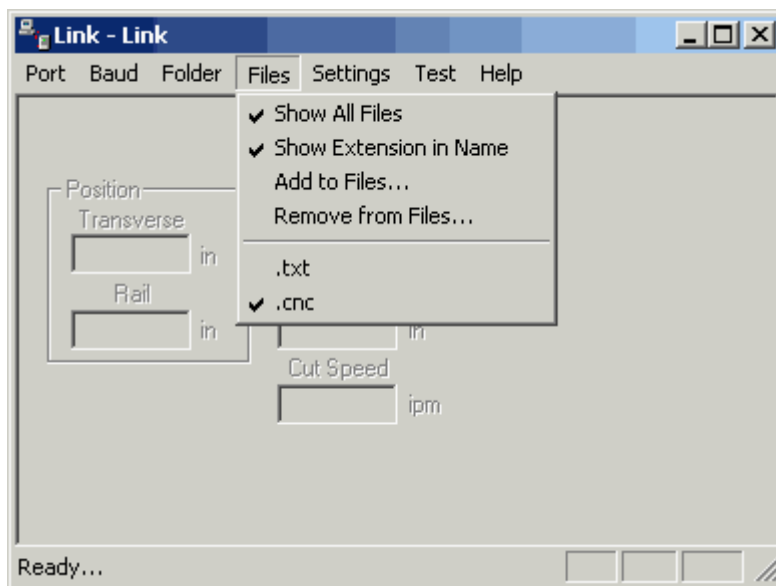 Link - Link
Port Baud Folder Files Settings Test Help
Show All Files
Show Extension in Name
Add to Files...
Remove from Files...
.txt
.cnc
Position
Transverse
in
Rail
in
in
Cut Speed
ipm
Ready...